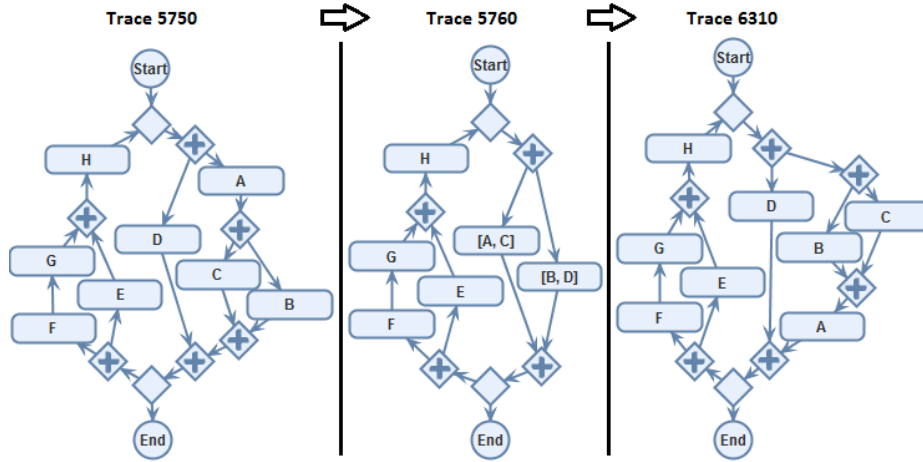 Trace 5750
Trace 5760
Trace 6310
Start
H
A
D
G
C
E
B
F
End
Start
H
[A, C]
G
[B, D]
E
F
End
Start
H
D
C
G
B
E
F
A
End